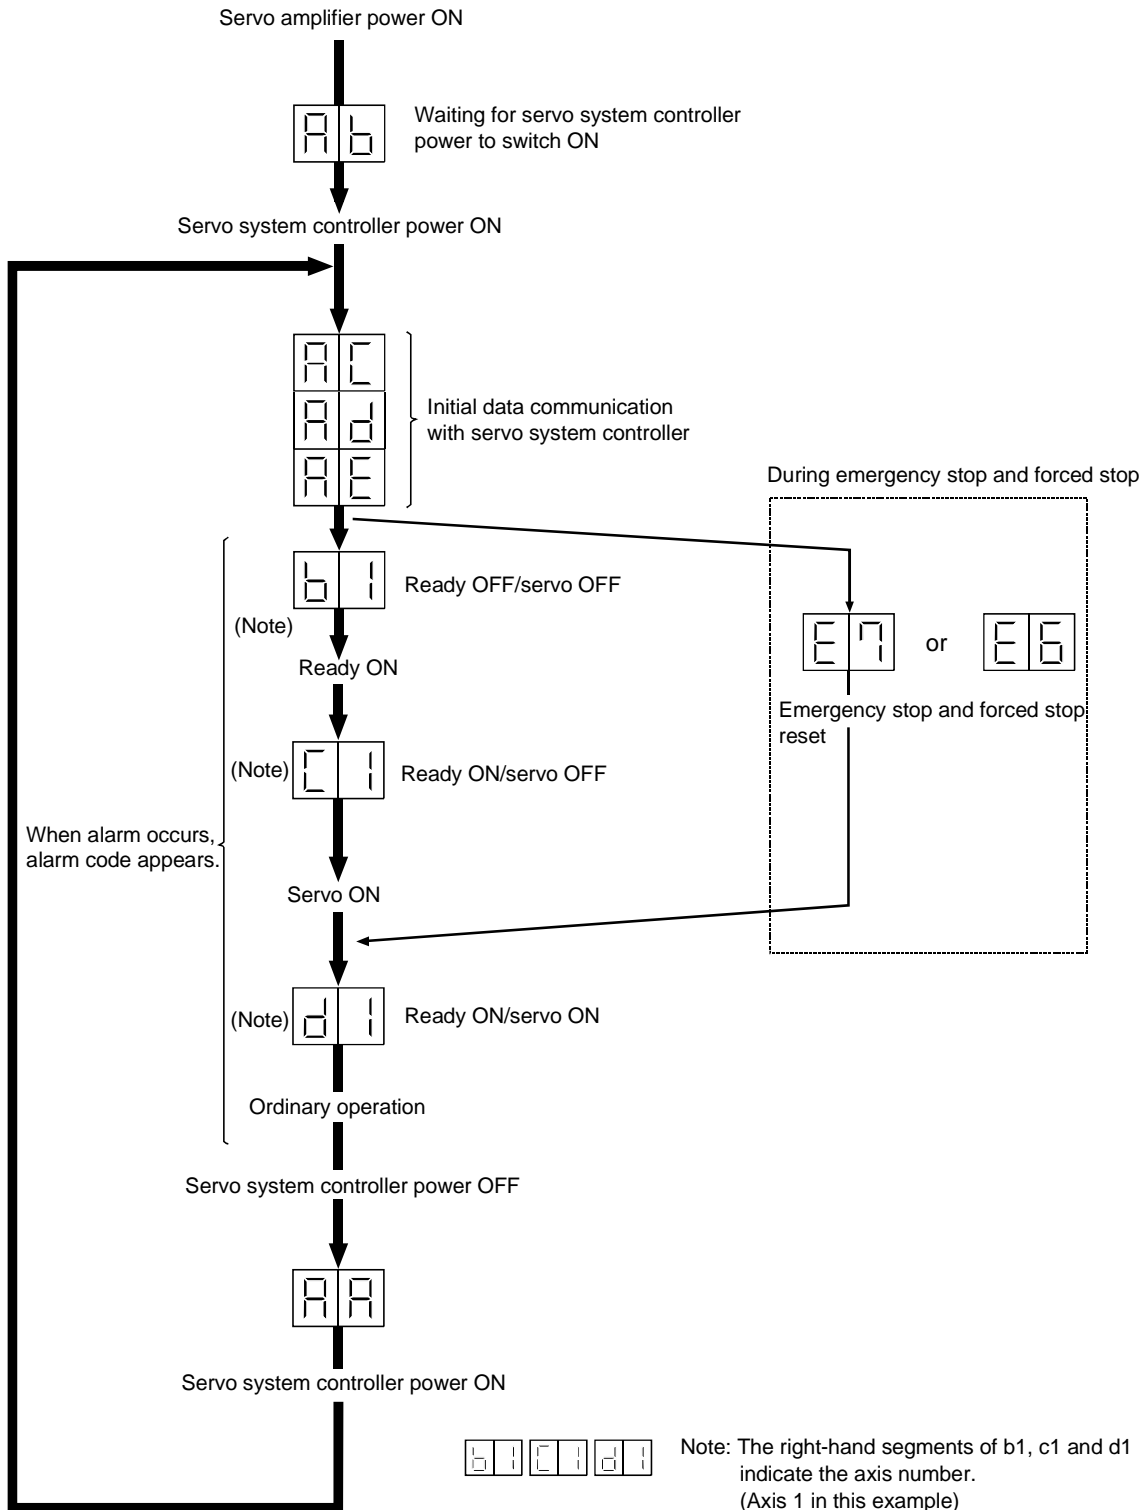 Servo amplifier power ON
Ab
Waiting for servo system controller
power to switch ON
Servo system controller power ON
AC
Ad
AE
Initial data communication
with servo system controller
During emergency stop and forced stop
b1
Ready OFF/servo OFF
(Note)
Ready ON
E7 or E6
Emergency stop and forced stop
reset
(Note)
C1
Ready ON/servo OFF
When alarm occurs,
alarm code appears.
Servo ON
(Note)
d1
Ready ON/servo ON
Ordinary operation
Servo system controller power OFF
AA
Servo system controller power ON
b1 C1 d1
Note: The right-hand segments of b1, c1 and d1
indicate the axis number.
(Axis 1 in this example)